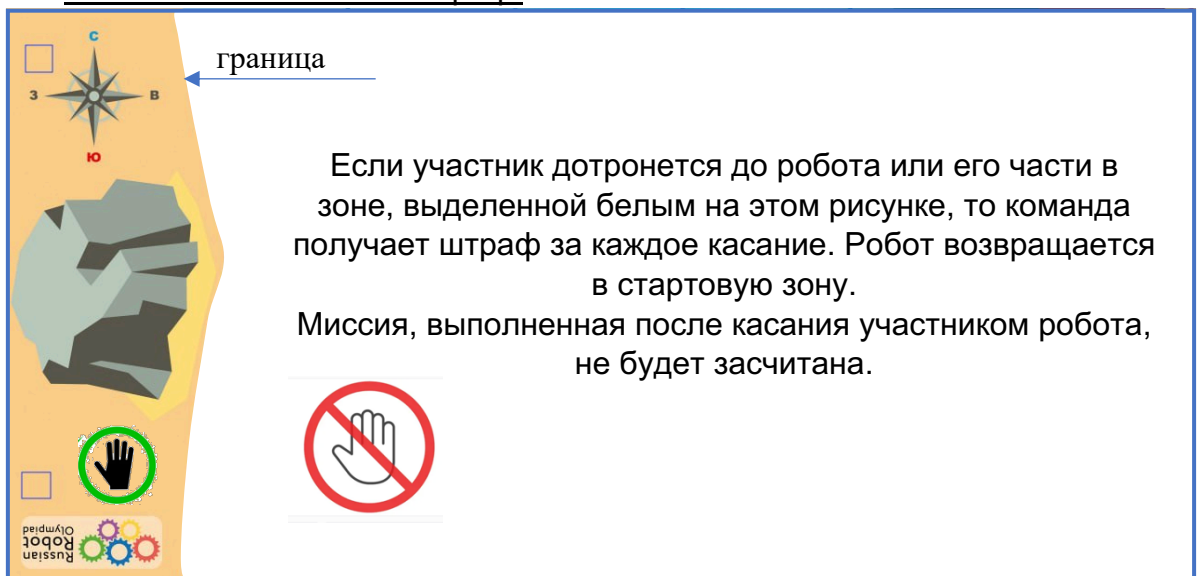 граница
С
З
В
Ю
Если участник дотронется до робота или его части в
зоне, выделенной белым на этом рисунке, то команда
получает штраф за каждое касание. Робот возвращается
в стартовую зону.
Миссия, выполненная после касания участником робота,
не будет засчитана.
Russian
Robot
Olympiad